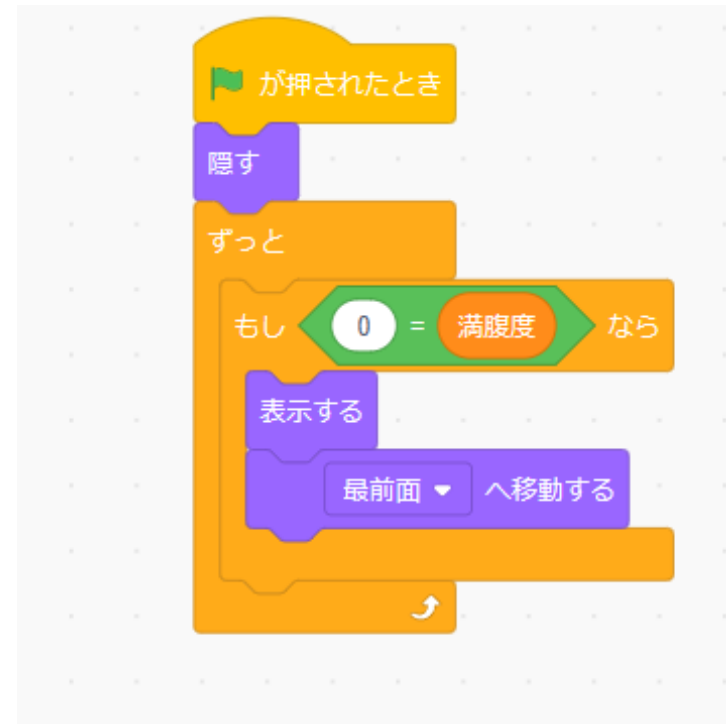 が押されたとき
隠す
ずっと
もし 0 = 満腹度 なら
表示する
最前面 へ移動する